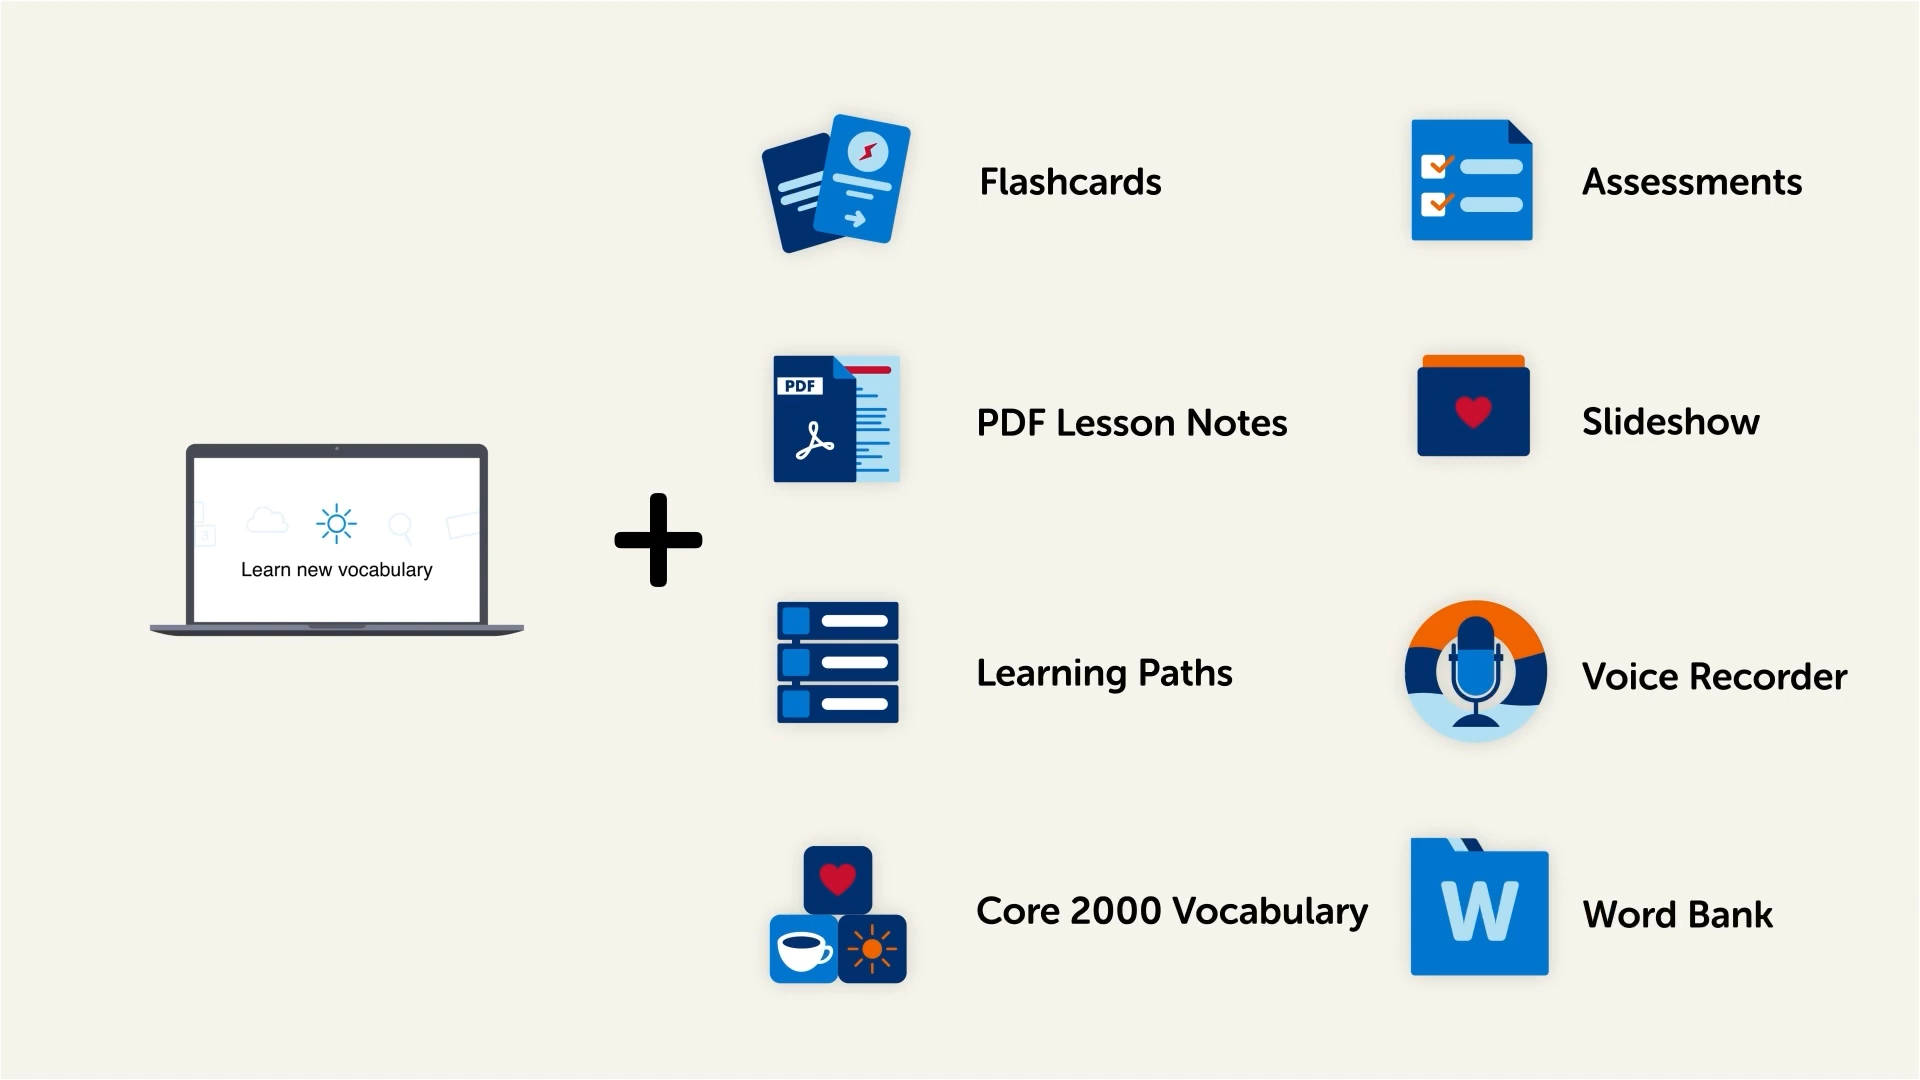 Learn new vocabulary
Flashcards
Assessments
PDF
PDF Lesson Notes
Slideshow
Learning Paths
Voice Recorder
Core 2000 Vocabulary
W
Word Bank
3